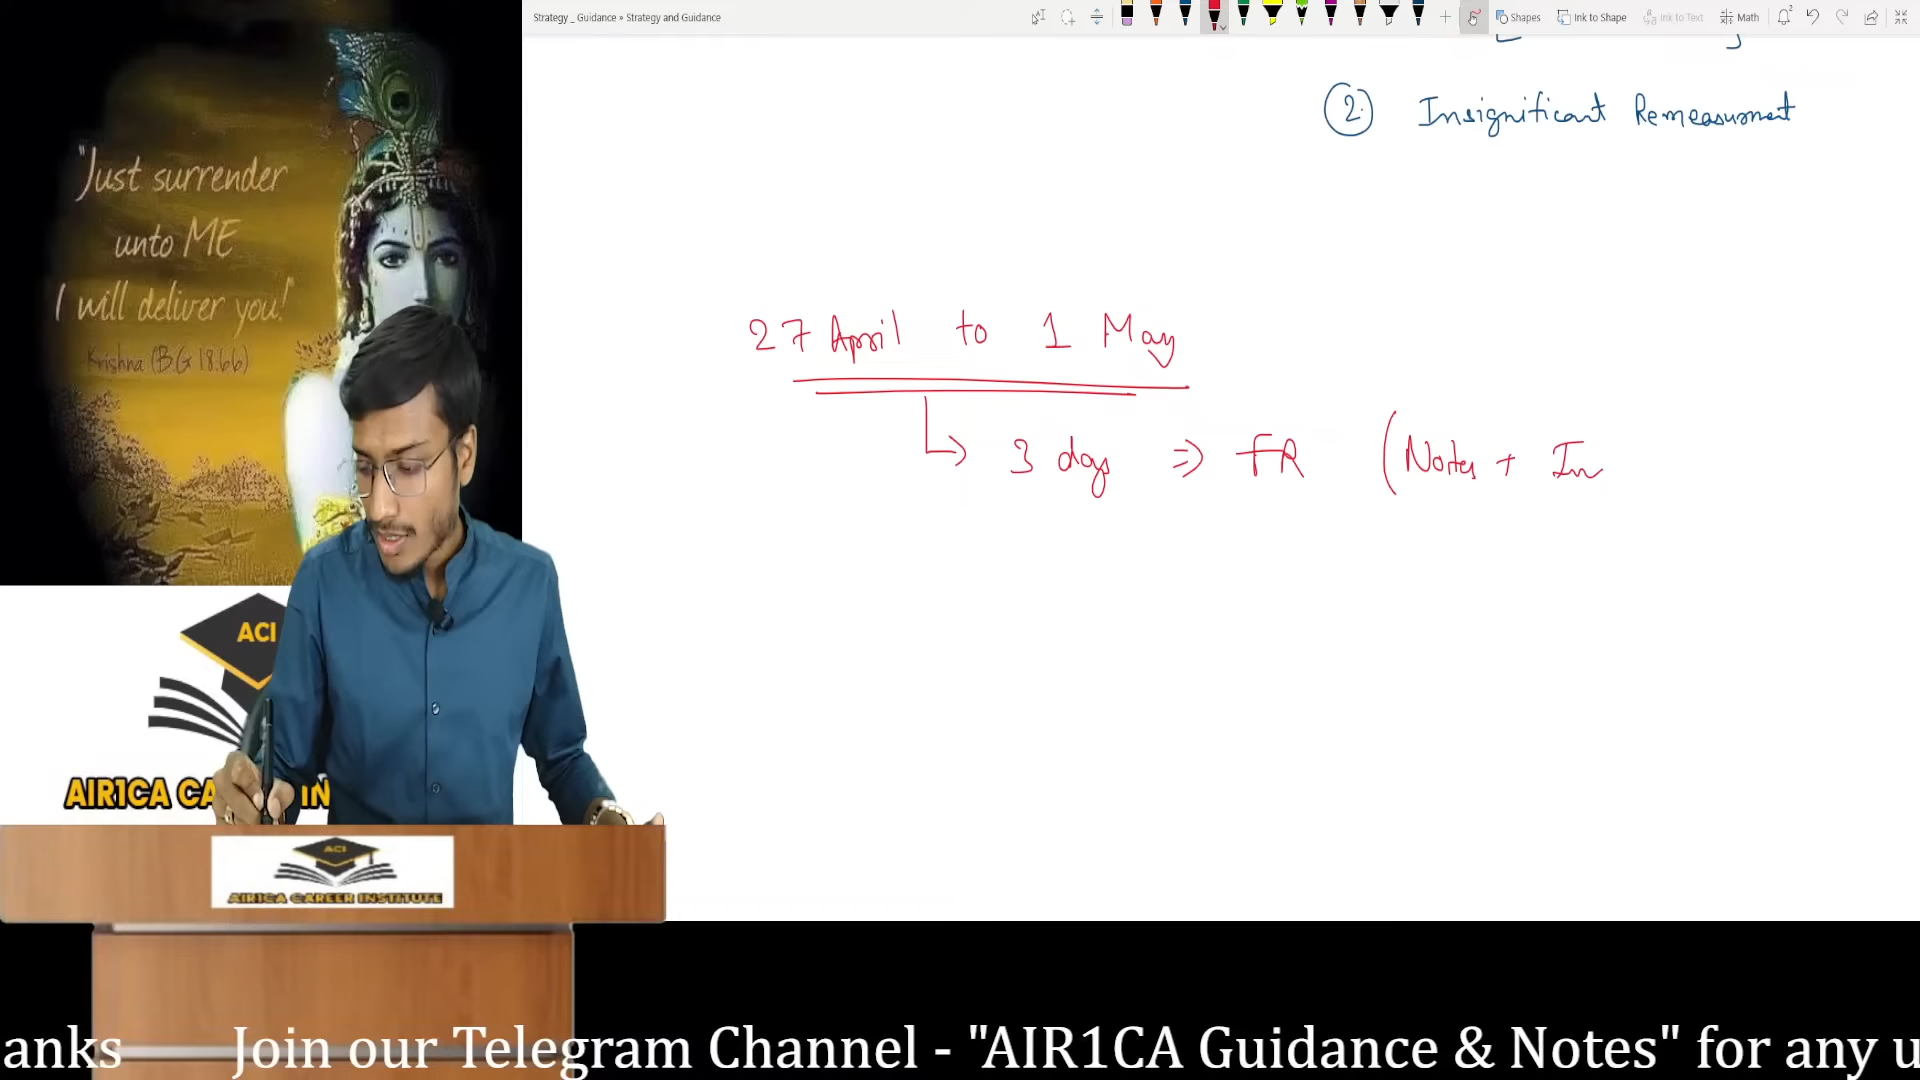 Strategy _ Guidance » Strategy and Guidance
Shapes
Ink to Shape
Ink to Text
Math
② Insignificant Remeasurment
"Just surrender
unto ME
I will deliver you!"
Krishna (B.G 18.66)
27 April to 1 May
3 days ⇒ FR (Notes + In
ACI
AIR1CA CA IN
ACI
AIR1CA CAREER INSTITUTE
anks Join our Telegram Channel - "AIR1CA Guidance & Notes" for any u